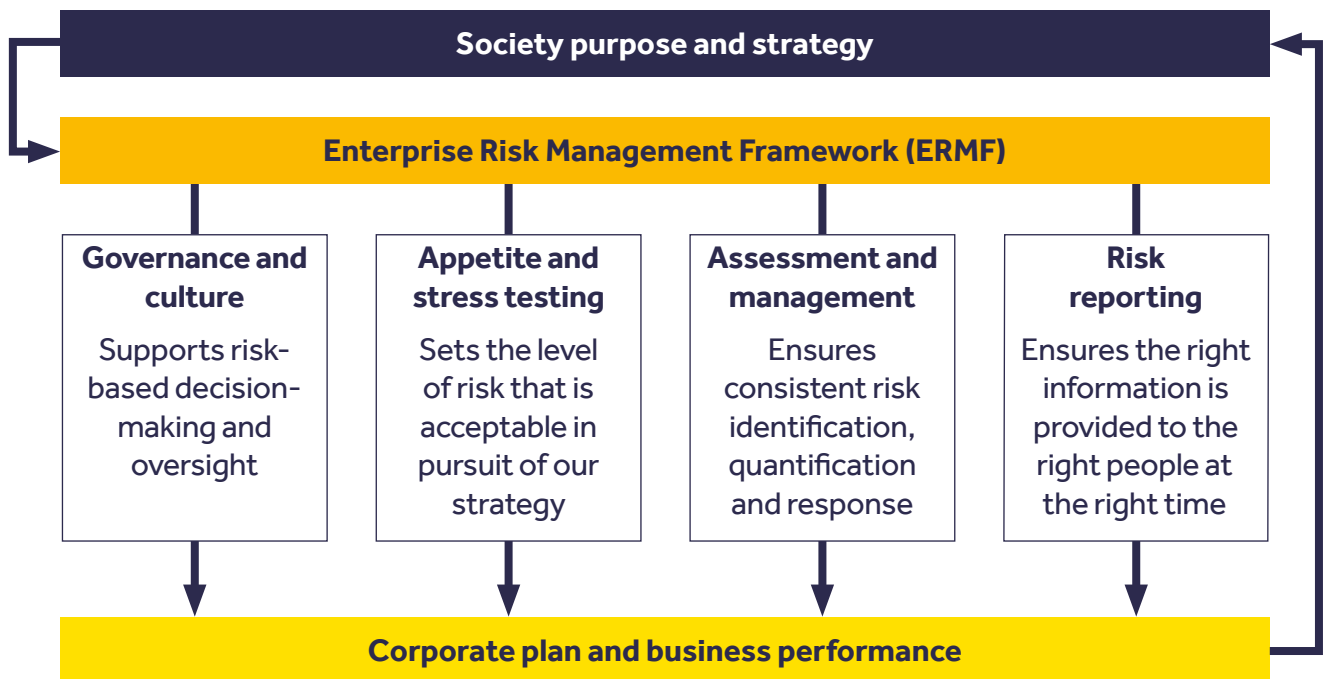 Society purpose and strategy
Enterprise Risk Management Framework (ERMF)
Governance and
culture
Supports risk-
based decision-
making and
oversight
Appetite and
stress testing
Sets the level
of risk that is
acceptable in
pursuit of our
strategy
Assessment and
management
Ensures
consistent risk
identification,
quantification
and response
Risk
reporting
Ensures the right
information is
provided to the
right people at
the right time
Corporate plan and business performance